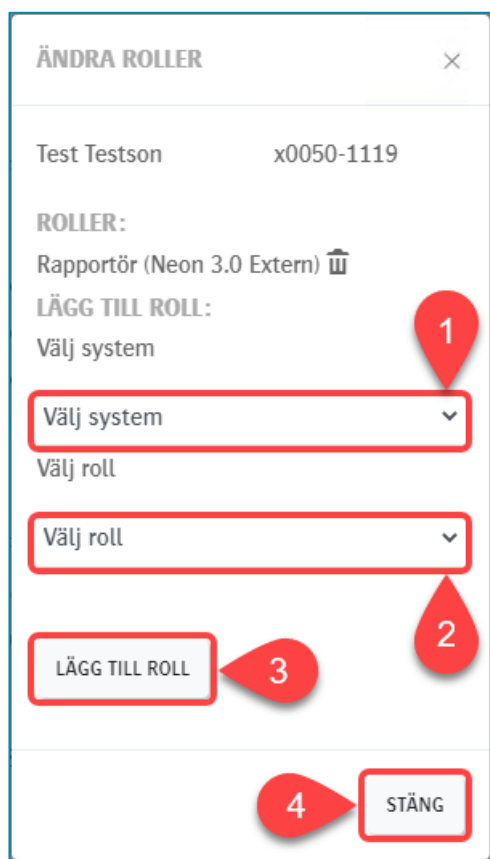 ÄNDRA ROLLER ×
Test Testson x0050-1119
ROLLER:
Rapportör (Neon 3.0 Extern)
LÄGG TILL ROLL:
1
Välj system
Välj system
Välj roll
Välj roll
2
LÄGG TILL ROLL 3
4 STÄNG